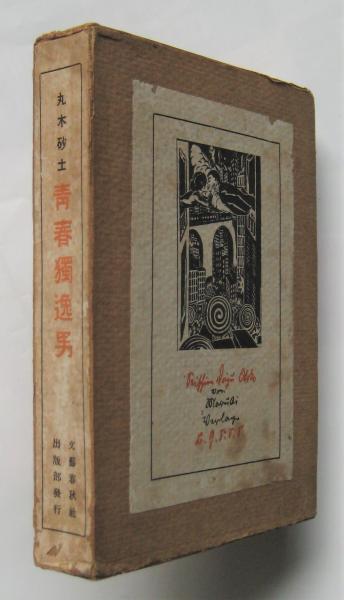 丸木砂土
青春獨逸男
文藝春秋社
出版部發行
von
Maruki
Verlag